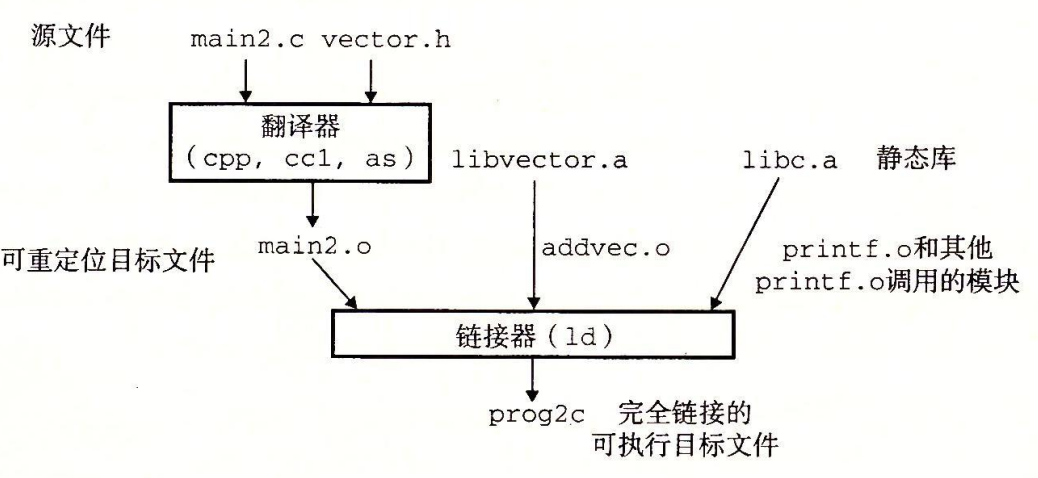 源文件 main2.c vector.h
翻译器
(cpp, cc1, as)
libvector.a
libc.a 静态库
可重定位目标文件
main2.o
addvec.o
printf.o和其他
printf.o调用的模块
链接器(ld)
prog2c 完全链接的
可执行目标文件